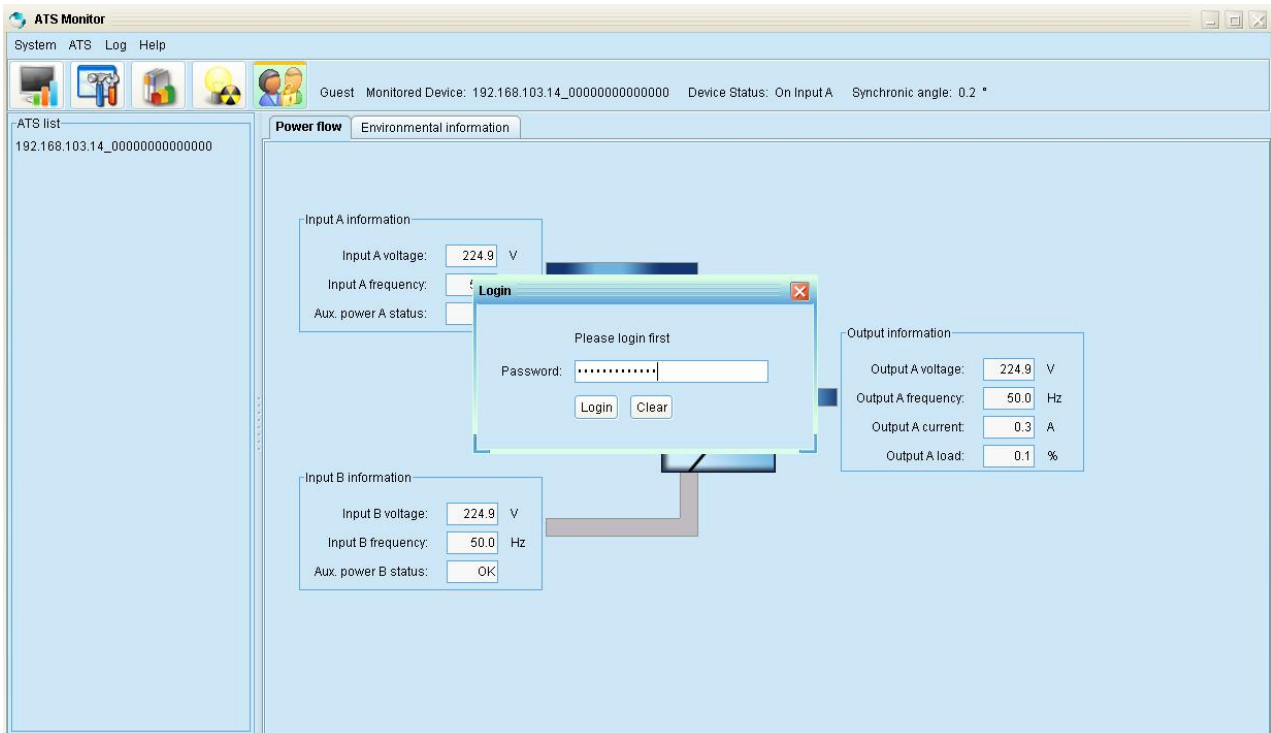 ATS Monitor
System ATS Log Help
Guest Monitored Device: 192.168.103.14_00000000000000 Device Status: On Input A Synchronic angle: 0.2 °
ATS list
192.168.103.14_00000000000000
Power flow Environmental information
Input A information
Input A voltage: 224.9 V
Input A frequency:
Aux. power A status:
Login
Please login first
Password: •••••••••••••
Login Clear
Output information
Output A voltage: 224.9 V
Output A frequency: 50.0 Hz
Output A current: 0.3 A
Output A load: 0.1 %
Input B information
Input B voltage: 224.9 V
Input B frequency: 50.0 Hz
Aux. power B status: OK